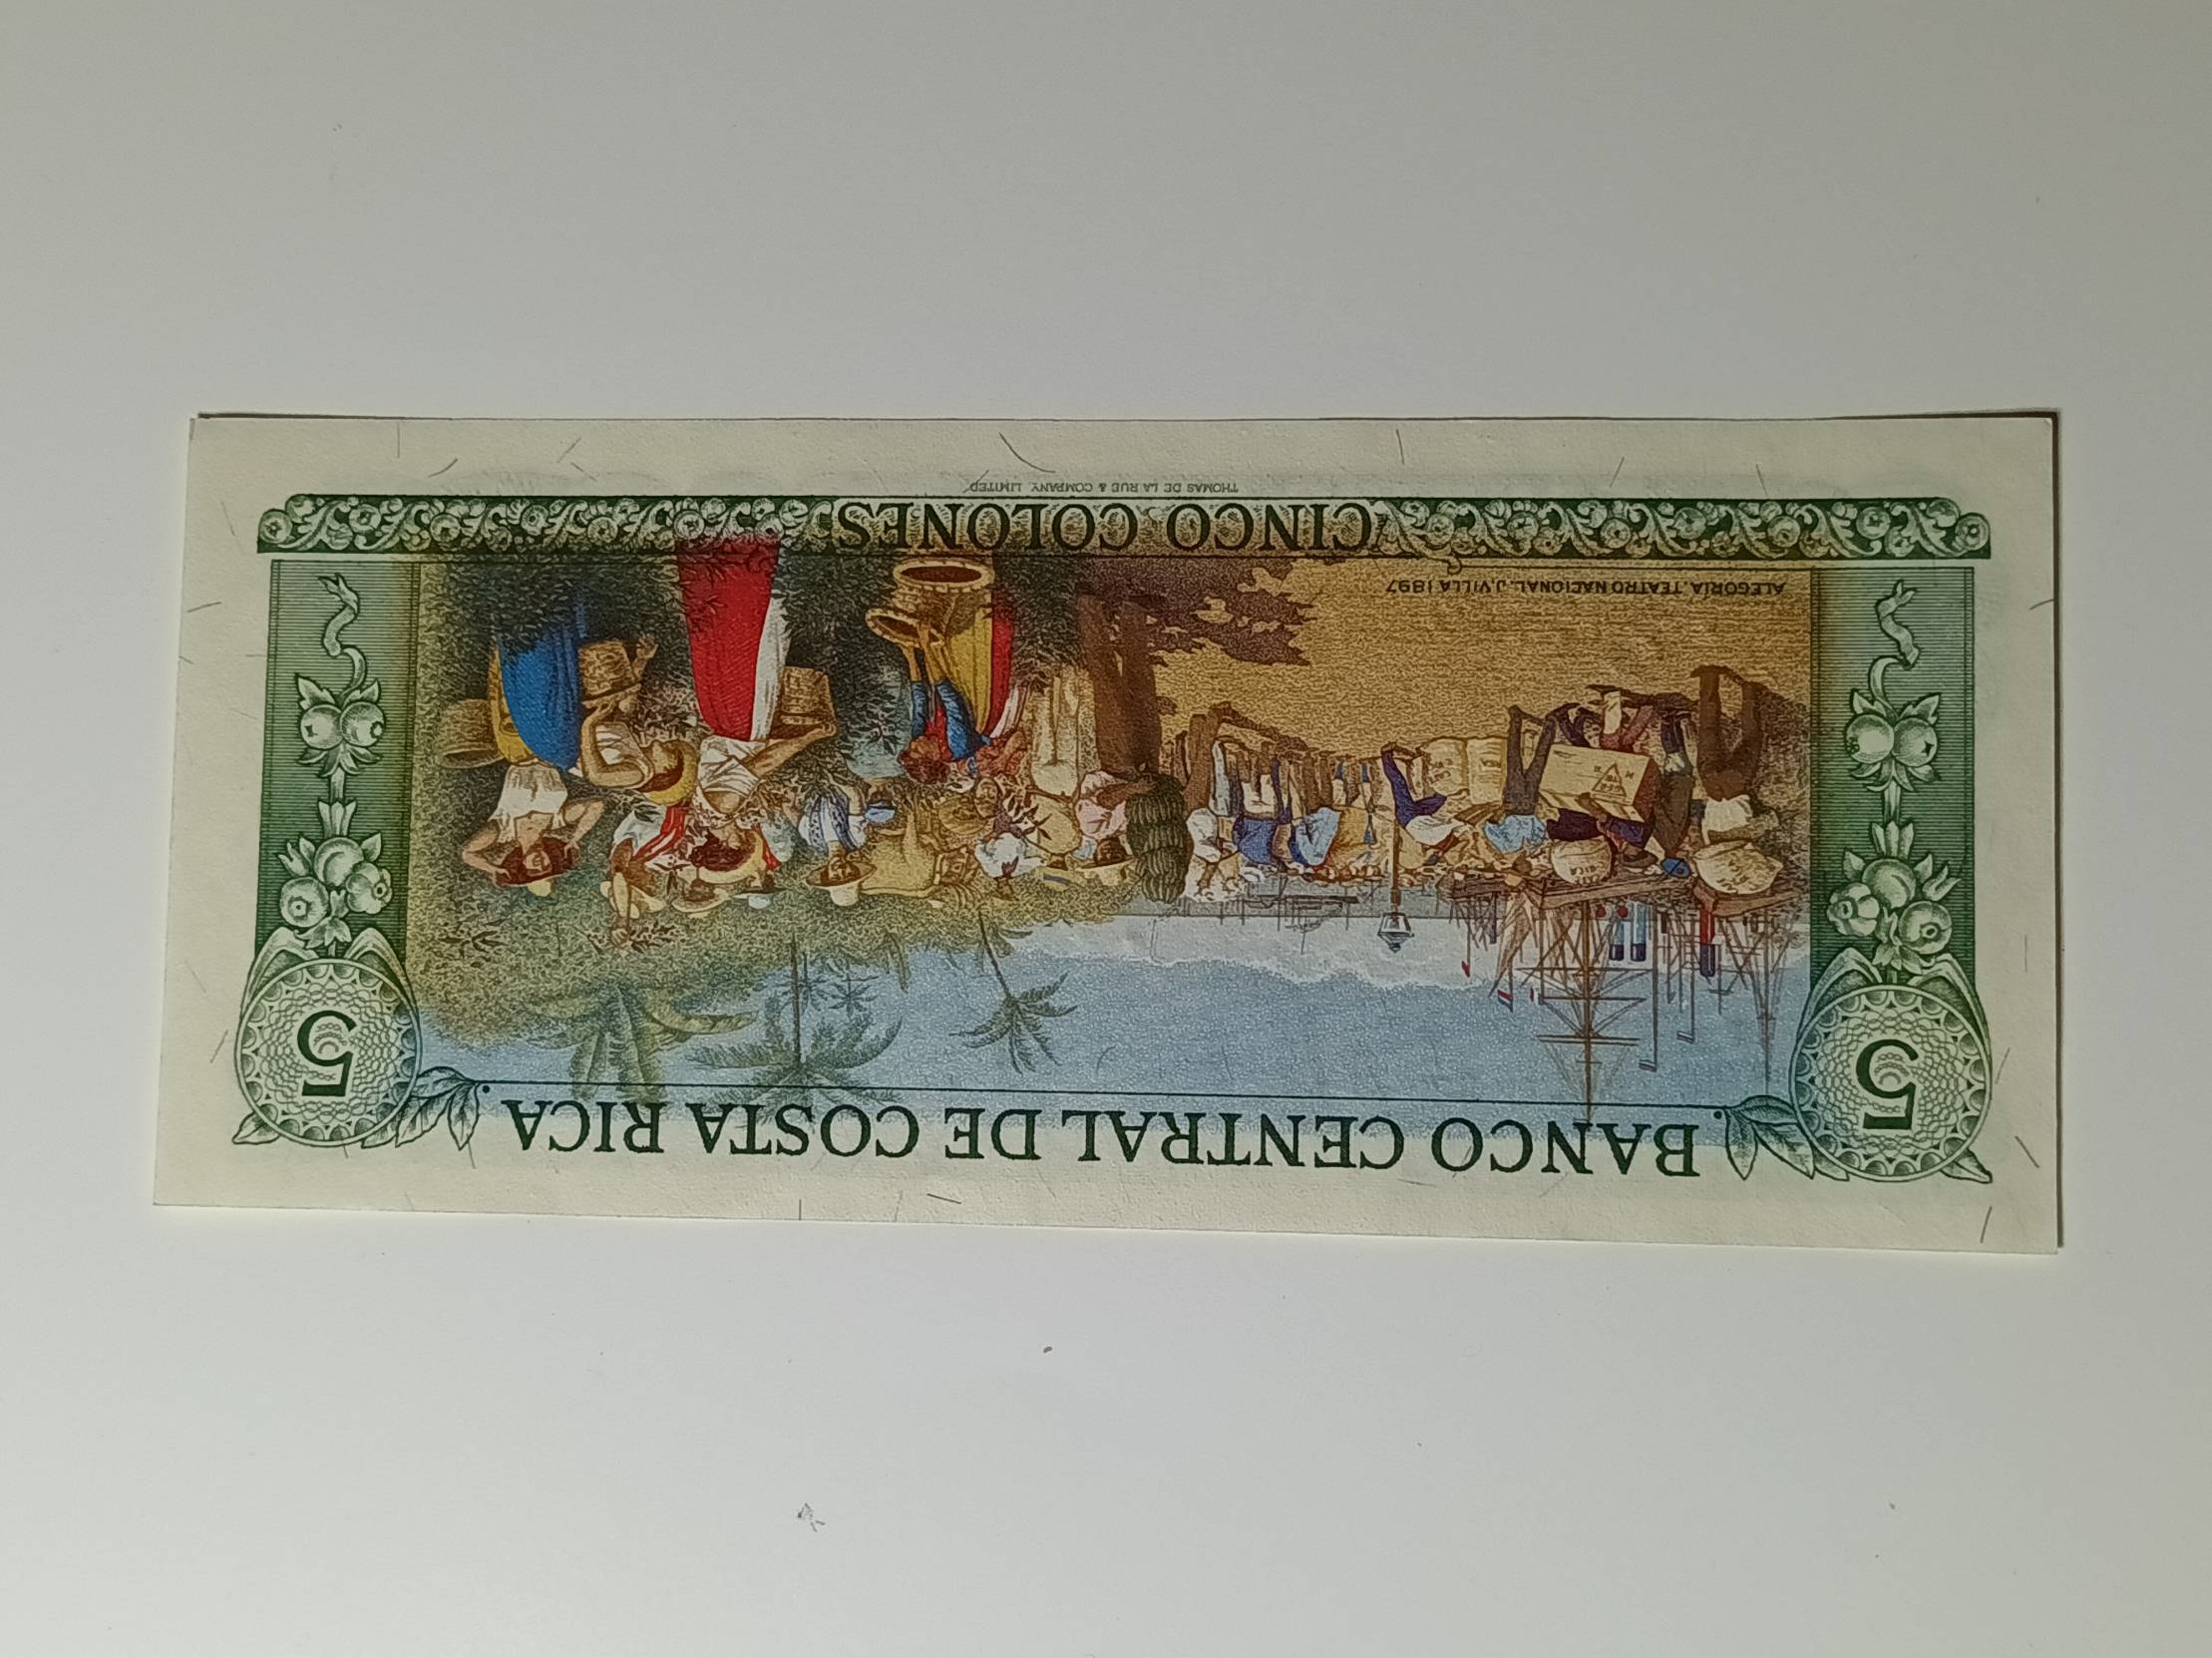 BANCO CENTRAL DE COSTA RICA
5
5
ALEGORIA. TEATRO NACIONAL. J. VILLA 1897
CINCO COLONES
THOMAS DE LA RUE & COMPANY, LIMITED